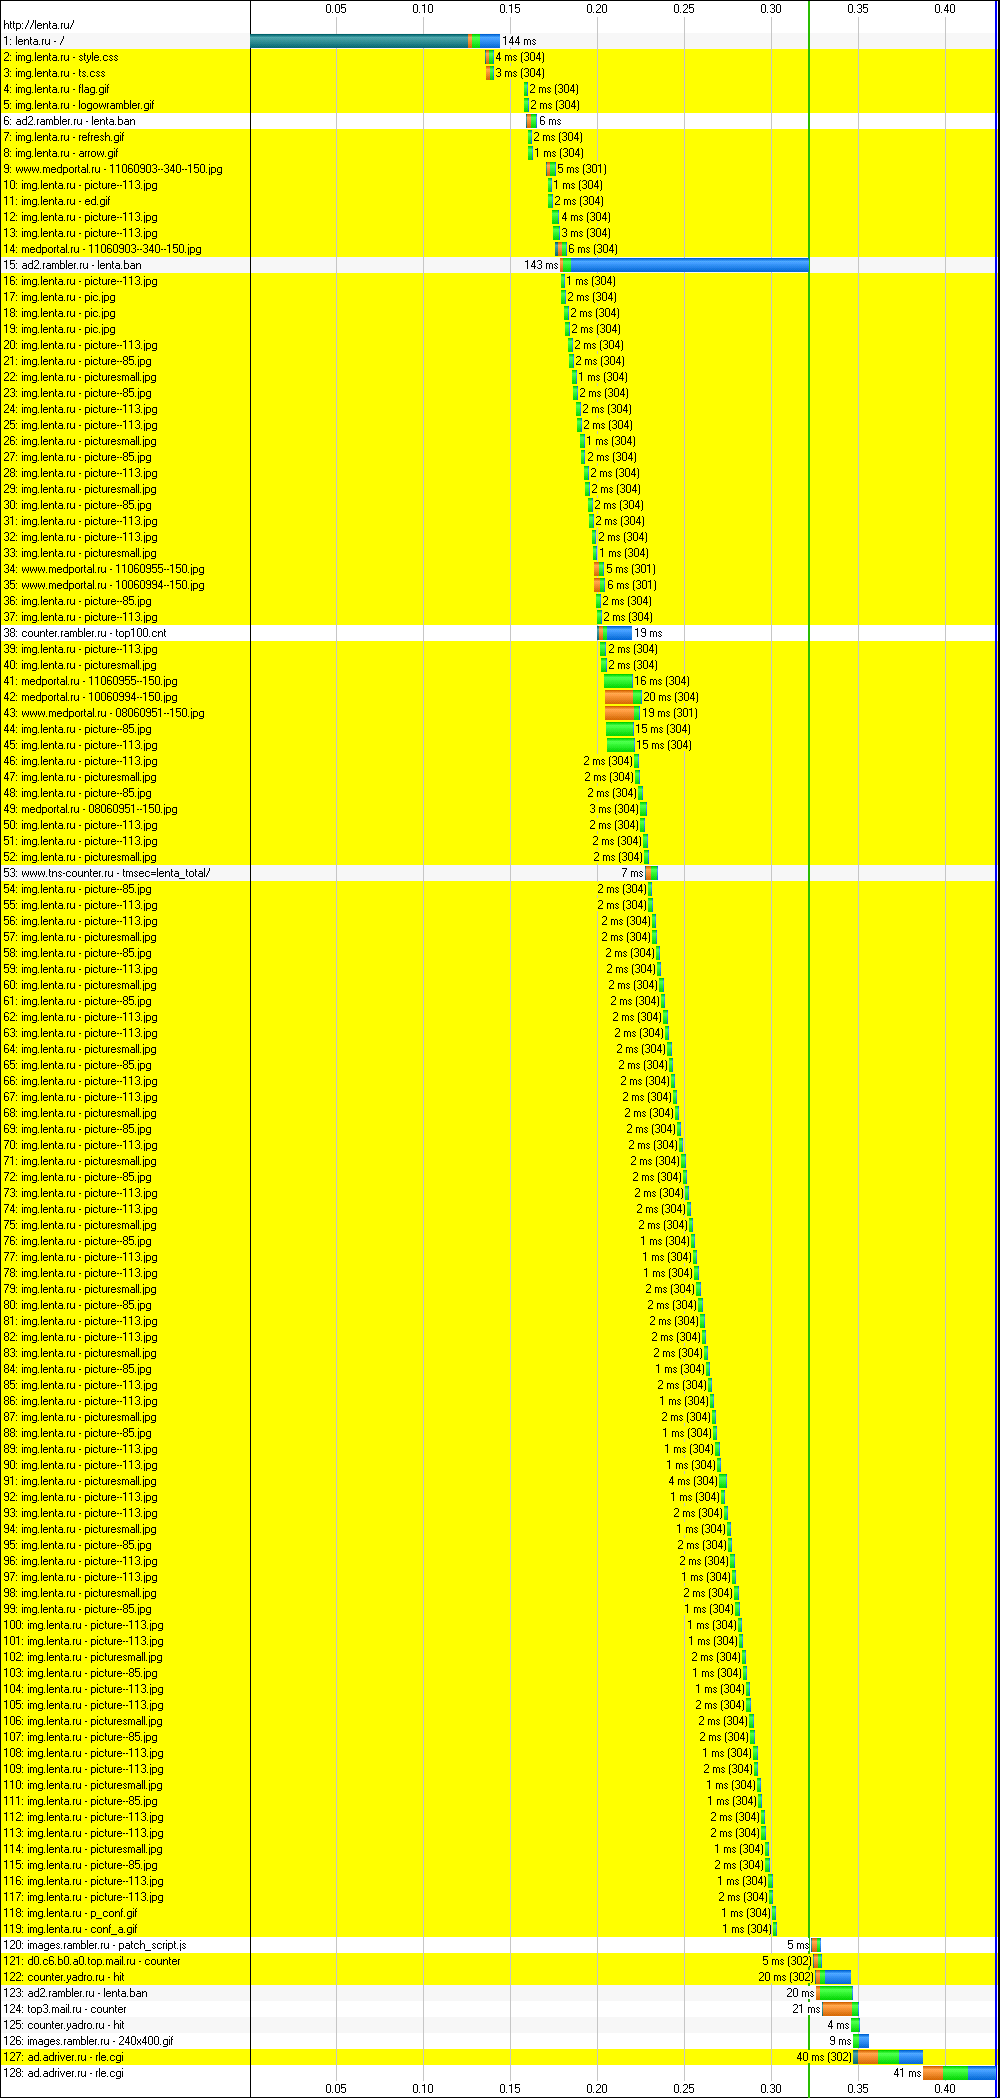 0.05 0.10 0.15 0.20 0.25 0.30 0.35 0.40
http://lenta.ru/
1: lenta.ru - / 144 ms
2: img.lenta.ru - style.css 4 ms (304)
3: img.lenta.ru - ts.css 3 ms (304)
4: img.lenta.ru - flag.gif 2 ms (304)
5: img.lenta.ru - logowrambler.gif 2 ms (304)
6: ad2.rambler.ru - lenta.ban 6 ms
7: img.lenta.ru - refresh.gif 2 ms (304)
8: img.lenta.ru - arrow.gif 1 ms (304)
9: www.medportal.ru - 11060903--340--150.jpg 5 ms (301)
10: img.lenta.ru - picture--113.jpg 1 ms (304)
11: img.lenta.ru - ed.gif 2 ms (304)
12: img.lenta.ru - picture--113.jpg 4 ms (304)
13: img.lenta.ru - picture--113.jpg 3 ms (304)
14: medportal.ru - 11060903--340--150.jpg 6 ms (304)
15: ad2.rambler.ru - lenta.ban 143 ms
16: img.lenta.ru - picture--113.jpg 1 ms (304)
17: img.lenta.ru - pic.jpg 2 ms (304)
18: img.lenta.ru - pic.jpg 2 ms (304)
19: img.lenta.ru - pic.jpg 2 ms (304)
20: img.lenta.ru - picture--113.jpg 2 ms (304)
21: img.lenta.ru - picture--85.jpg 2 ms (304)
22: img.lenta.ru - picturesmall.jpg 1 ms (304)
23: img.lenta.ru - picture--85.jpg 2 ms (304)
24: img.lenta.ru - picture--113.jpg 2 ms (304)
25: img.lenta.ru - picture--113.jpg 2 ms (304)
26: img.lenta.ru - picturesmall.jpg 1 ms (304)
27: img.lenta.ru - picture--85.jpg 2 ms (304)
28: img.lenta.ru - picture--113.jpg 2 ms (304)
29: img.lenta.ru - picturesmall.jpg 2 ms (304)
30: img.lenta.ru - picture--85.jpg 2 ms (304)
31: img.lenta.ru - picture--113.jpg 2 ms (304)
32: img.lenta.ru - picture--113.jpg 2 ms (304)
33: img.lenta.ru - picturesmall.jpg 1 ms (304)
34: www.medportal.ru - 11060955--150.jpg 5 ms (301)
35: www.medportal.ru - 10060994--150.jpg 6 ms (301)
36: img.lenta.ru - picture--85.jpg 2 ms (304)
37: img.lenta.ru - picture--113.jpg 2 ms (304)
38: counter.rambler.ru - top100.cnt 19 ms
39: img.lenta.ru - picture--113.jpg 2 ms (304)
40: img.lenta.ru - picturesmall.jpg 2 ms (304)
41: medportal.ru - 11060955--150.jpg 16 ms (304)
42: medportal.ru - 10060994--150.jpg 20 ms (304)
43: www.medportal.ru - 08060951--150.jpg 19 ms (301)
44: img.lenta.ru - picture--85.jpg 15 ms (304)
45: img.lenta.ru - picture--113.jpg 15 ms (304)
46: img.lenta.ru - picture--113.jpg 2 ms (304)
47: img.lenta.ru - picturesmall.jpg 2 ms (304)
48: img.lenta.ru - picture--85.jpg 2 ms (304)
49: medportal.ru - 08060951--150.jpg 3 ms (304)
50: img.lenta.ru - picture--113.jpg 2 ms (304)
51: img.lenta.ru - picture--113.jpg 2 ms (304)
52: img.lenta.ru - picturesmall.jpg 2 ms (304)
53: www.tns-counter.ru - tmsec=lenta_total/ 7 ms
54: img.lenta.ru - picture--85.jpg 2 ms (304)
55: img.lenta.ru - picture--113.jpg 2 ms (304)
56: img.lenta.ru - picture--113.jpg 2 ms (304)
57: img.lenta.ru - picturesmall.jpg 2 ms (304)
58: img.lenta.ru - picture--85.jpg 2 ms (304)
59: img.lenta.ru - picture--113.jpg 2 ms (304)
60: img.lenta.ru - picturesmall.jpg 2 ms (304)
61: img.lenta.ru - picture--85.jpg 2 ms (304)
62: img.lenta.ru - picture--113.jpg 2 ms (304)
63: img.lenta.ru - picture--113.jpg 2 ms (304)
64: img.lenta.ru - picturesmall.jpg 2 ms (304)
65: img.lenta.ru - picture--85.jpg 2 ms (304)
66: img.lenta.ru - picture--113.jpg 2 ms (304)
67: img.lenta.ru - picture--113.jpg 2 ms (304)
68: img.lenta.ru - picturesmall.jpg 2 ms (304)
69: img.lenta.ru - picture--85.jpg 2 ms (304)
70: img.lenta.ru - picture--113.jpg 2 ms (304)
71: img.lenta.ru - picturesmall.jpg 2 ms (304)
72: img.lenta.ru - picture--85.jpg 2 ms (304)
73: img.lenta.ru - picture--113.jpg 2 ms (304)
74: img.lenta.ru - picture--113.jpg 2 ms (304)
75: img.lenta.ru - picturesmall.jpg 2 ms (304)
76: img.lenta.ru - picture--85.jpg 1 ms (304)
77: img.lenta.ru - picture--113.jpg 1 ms (304)
78: img.lenta.ru - picture--113.jpg 1 ms (304)
79: img.lenta.ru - picturesmall.jpg 2 ms (304)
80: img.lenta.ru - picture--85.jpg 2 ms (304)
81: img.lenta.ru - picture--113.jpg 2 ms (304)
82: img.lenta.ru - picture--113.jpg 2 ms (304)
83: img.lenta.ru - picturesmall.jpg 2 ms (304)
84: img.lenta.ru - picture--85.jpg 1 ms (304)
85: img.lenta.ru - picture--113.jpg 2 ms (304)
86: img.lenta.ru - picture--113.jpg 1 ms (304)
87: img.lenta.ru - picturesmall.jpg 2 ms (304)
88: img.lenta.ru - picture--85.jpg 1 ms (304)
89: img.lenta.ru - picture--113.jpg 1 ms (304)
90: img.lenta.ru - picture--113.jpg 1 ms (304)
91: img.lenta.ru - picturesmall.jpg 4 ms (304)
92: img.lenta.ru - picture--113.jpg 1 ms (304)
93: img.lenta.ru - picture--113.jpg 2 ms (304)
94: img.lenta.ru - picturesmall.jpg 1 ms (304)
95: img.lenta.ru - picture--85.jpg 2 ms (304)
96: img.lenta.ru - picture--113.jpg 2 ms (304)
97: img.lenta.ru - picture--113.jpg 1 ms (304)
98: img.lenta.ru - picturesmall.jpg 2 ms (304)
99: img.lenta.ru - picture--85.jpg 1 ms (304)
100: img.lenta.ru - picture--113.jpg 1 ms (304)
101: img.lenta.ru - picture--113.jpg 1 ms (304)
102: img.lenta.ru - picturesmall.jpg 2 ms (304)
103: img.lenta.ru - picture--85.jpg 1 ms (304)
104: img.lenta.ru - picture--113.jpg 1 ms (304)
105: img.lenta.ru - picture--113.jpg 2 ms (304)
106: img.lenta.ru - picturesmall.jpg 2 ms (304)
107: img.lenta.ru - picture--85.jpg 2 ms (304)
108: img.lenta.ru - picture--113.jpg 1 ms (304)
109: img.lenta.ru - picture--113.jpg 2 ms (304)
110: img.lenta.ru - picturesmall.jpg 1 ms (304)
111: img.lenta.ru - picture--85.jpg 1 ms (304)
112: img.lenta.ru - picture--113.jpg 2 ms (304)
113: img.lenta.ru - picture--113.jpg 2 ms (304)
114: img.lenta.ru - picturesmall.jpg 1 ms (304)
115: img.lenta.ru - picture--85.jpg 2 ms (304)
116: img.lenta.ru - picture--113.jpg 1 ms (304)
117: img.lenta.ru - picture--113.jpg 2 ms (304)
118: img.lenta.ru - p_conf.gif 1 ms (304)
119: img.lenta.ru - conf_a.gif 1 ms (304)
120: images.rambler.ru - patch_script.js 5 ms
121: d0.c6.b0.a0.top.mail.ru - counter 5 ms (302)
122: counter.yadro.ru - hit 20 ms (302)
123: ad2.rambler.ru - lenta.ban 20 ms
124: top3.mail.ru - counter 21 ms
125: counter.yadro.ru - hit 4 ms
126: images.rambler.ru - 240x400.gif 9 ms
127: ad.adriver.ru - rle.cgi 40 ms (302)
128: ad.adriver.ru - rle.cgi 41 ms
0.05 0.10 0.15 0.20 0.25 0.30 0.35 0.40